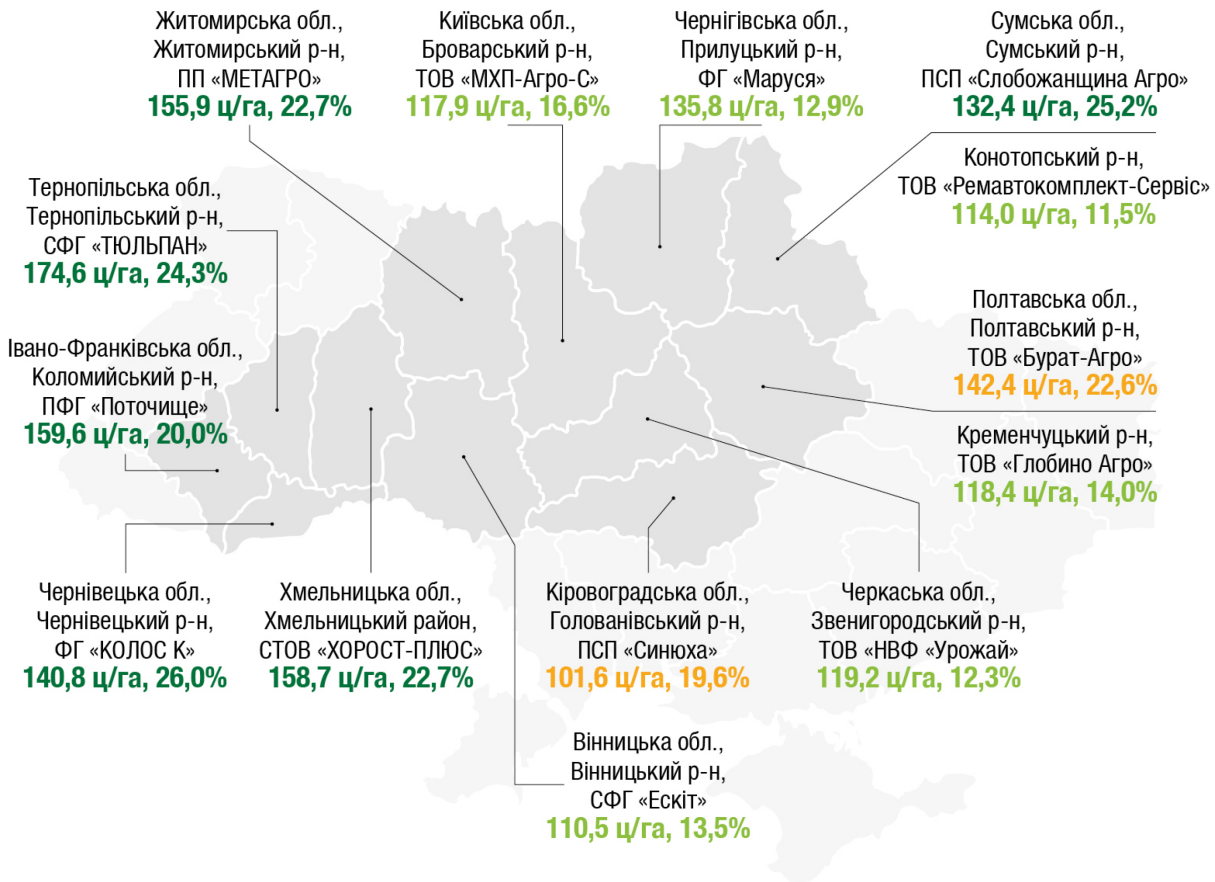 Житомирська обл.,
Житомирський р-н,
ПП «МЕТАГРО»
155,9 ц/га, 22,7%
Київська обл.,
Броварський р-н,
ТОВ «МХП-Агро-С»
117,9 ц/га, 16,6%
Чернігівська обл.,
Прилуцький р-н,
ФГ «Маруся»
135,8 ц/га, 12,9%
Сумська обл.,
Сумський р-н,
ПСП «Слобожанщина Агро»
132,4 ц/га, 25,2%
Конотопський р-н,
ТОВ «Ремавтокомплект-Сервіс»
114,0 ц/га, 11,5%
Тернопільська обл.,
Тернопільський р-н,
СФГ «ТЮЛЬПАН»
174,6 ц/га, 24,3%
Полтавська обл.,
Полтавський р-н,
ТОВ «Бурат-Агро»
142,4 ц/га, 22,6%
Івано-Франківська обл.,
Коломийський р-н,
ПФГ «Поточище»
159,6 ц/га, 20,0%
Кременчуцький р-н,
ТОВ «Глобино Агро»
118,4 ц/га, 14,0%
Чернівецька обл.,
Чернівецький р-н,
ФГ «КОЛОС К»
140,8 ц/га, 26,0%
Хмельницька обл.,
Хмельницький район,
СТОВ «ХОРОСТ-ПЛЮС»
158,7 ц/га, 22,7%
Кіровоградська обл.,
Голованівський р-н,
ПСП «Синюха»
101,6 ц/га, 19,6%
Черкаська обл.,
Звенигородський р-н,
ТОВ «НВФ «Урожай»
119,2 ц/га, 12,3%
Вінницька обл.,
Вінницький р-н,
СФГ «Ескіт»
110,5 ц/га, 13,5%